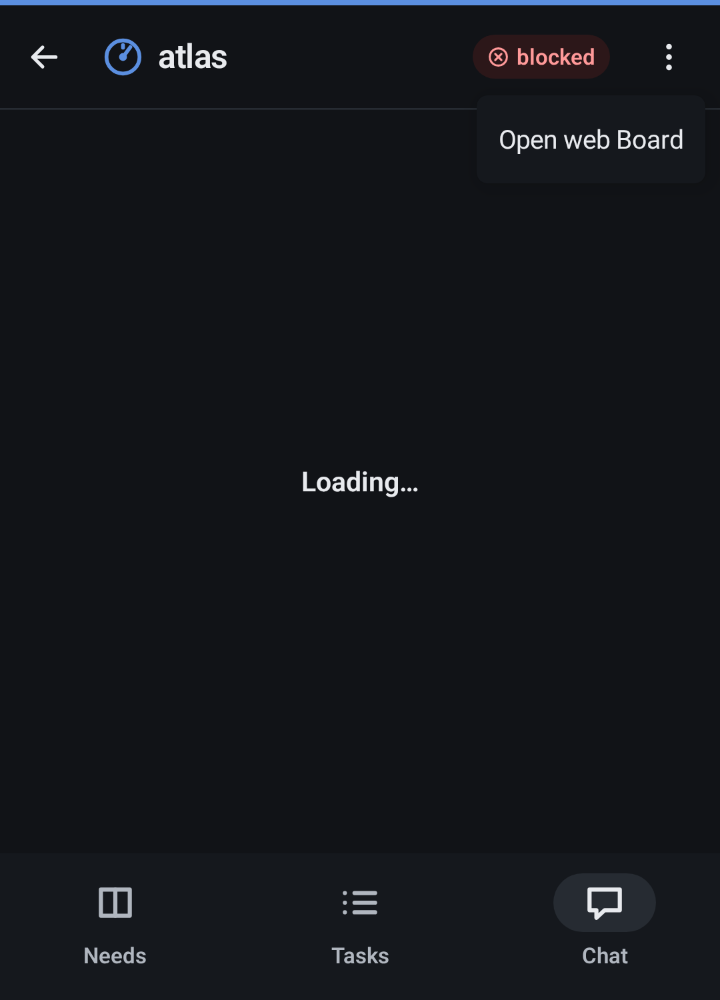 atlas
blocked
Open web Board
Loading...
Needs
Tasks
Chat